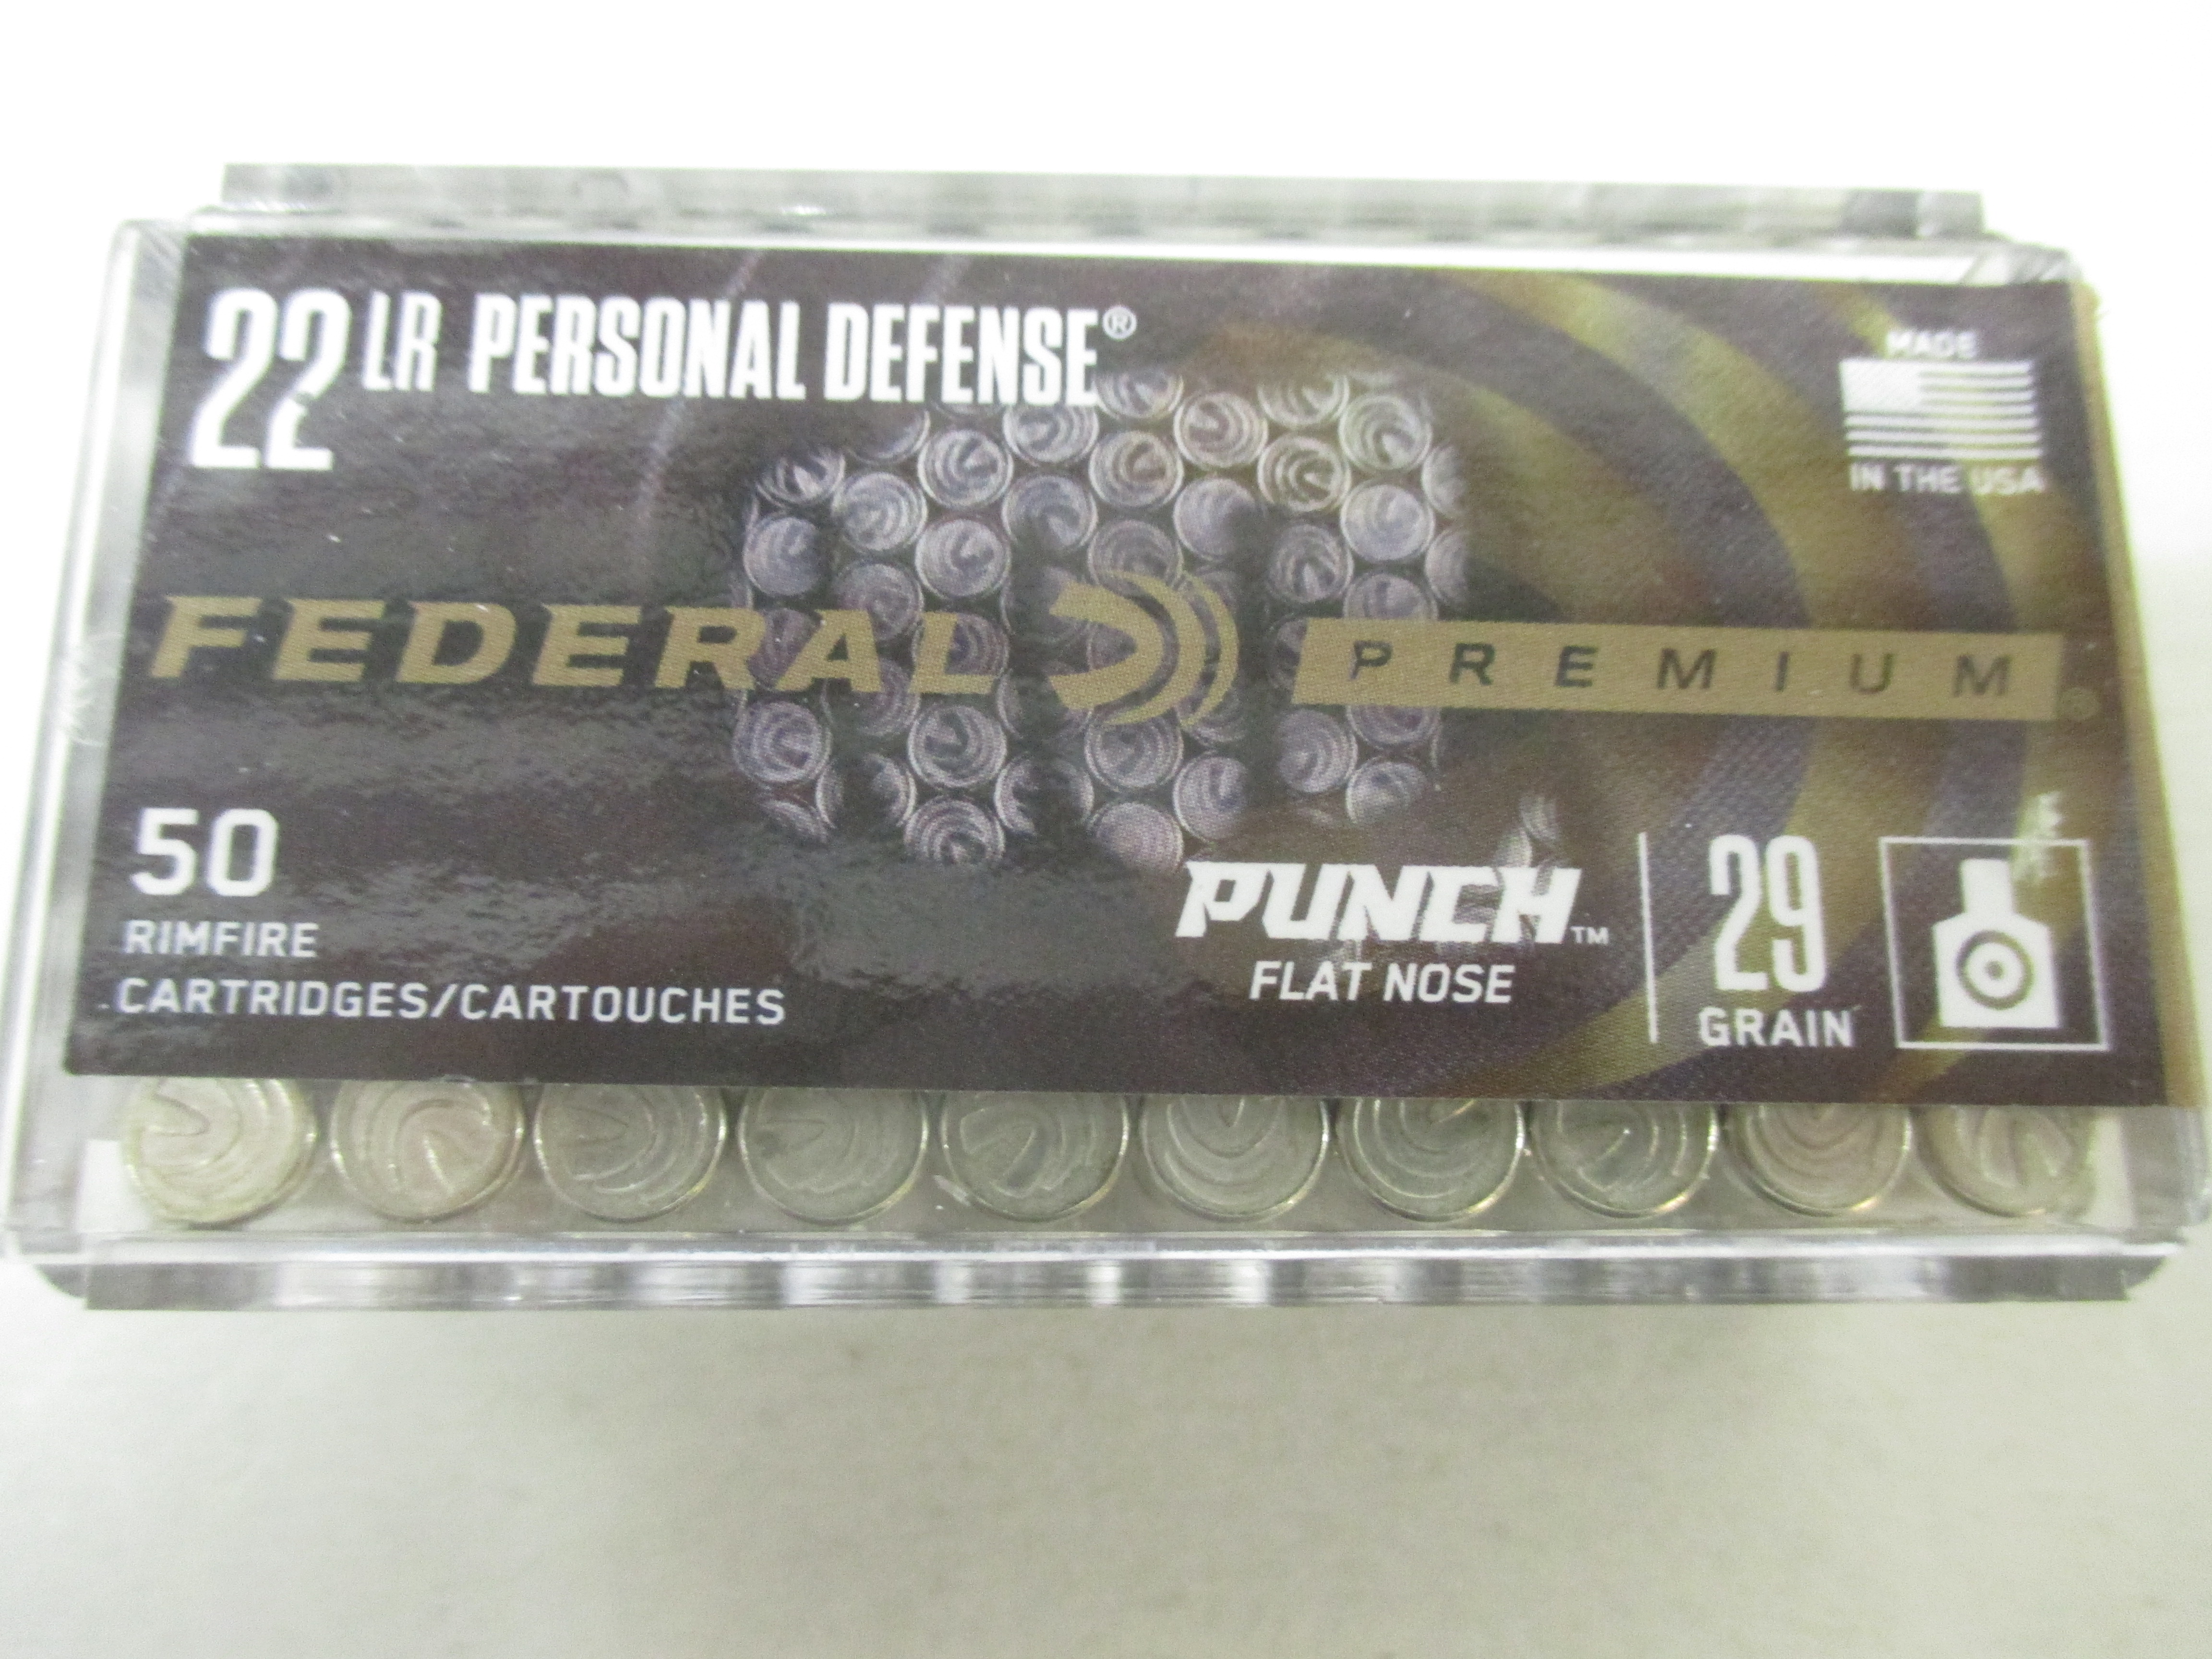 22 LR PERSONAL DEFENSE®
MADE
IN THE USA
FEDERAL PREMIUM®
50
RIMFIRE
CARTRIDGES/CARTOUCHES
PUNCH™
FLAT NOSE
29
GRAIN